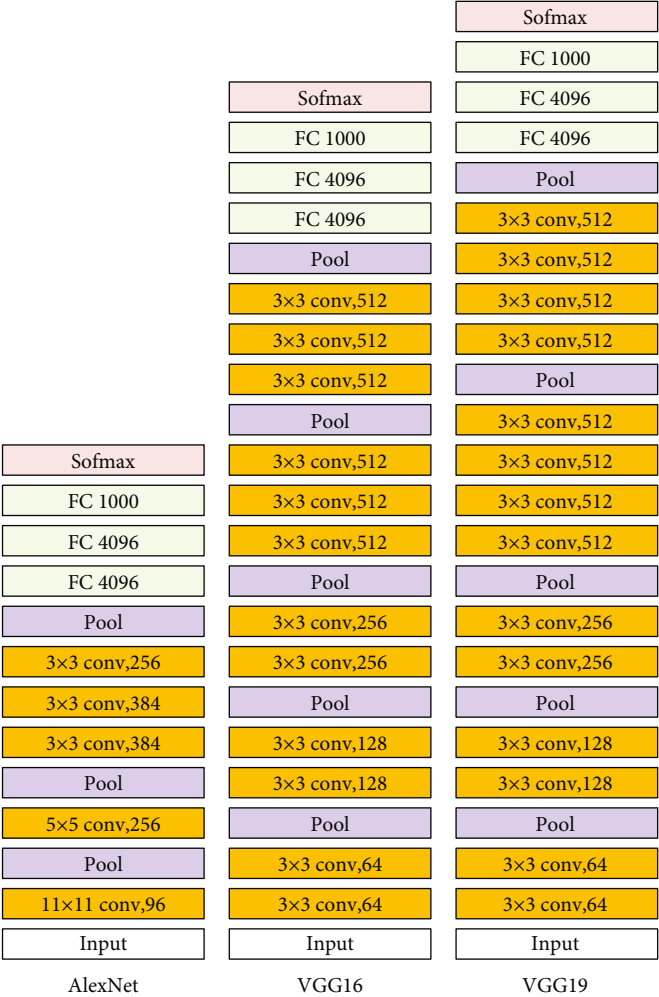 Sofmax
FC 1000
FC 4096
FC 4096
Pool
3×3 conv,256
3×3 conv,384
3×3 conv,384
Pool
5×5 conv,256
Pool
11×11 conv,96
Input
AlexNet
Sofmax
FC 1000
FC 4096
FC 4096
Pool
3×3 conv,512
3×3 conv,512
3×3 conv,512
Pool
3×3 conv,512
3×3 conv,512
3×3 conv,512
Pool
3×3 conv,256
3×3 conv,256
Pool
3×3 conv,128
3×3 conv,128
Pool
3×3 conv,64
3×3 conv,64
Input
VGG16
Sofmax
FC 1000
FC 4096
FC 4096
Pool
3×3 conv,512
3×3 conv,512
3×3 conv,512
3×3 conv,512
Pool
3×3 conv,512
3×3 conv,512
3×3 conv,512
3×3 conv,512
Pool
3×3 conv,256
3×3 conv,256
Pool
3×3 conv,128
3×3 conv,128
Pool
3×3 conv,64
3×3 conv,64
Input
VGG19